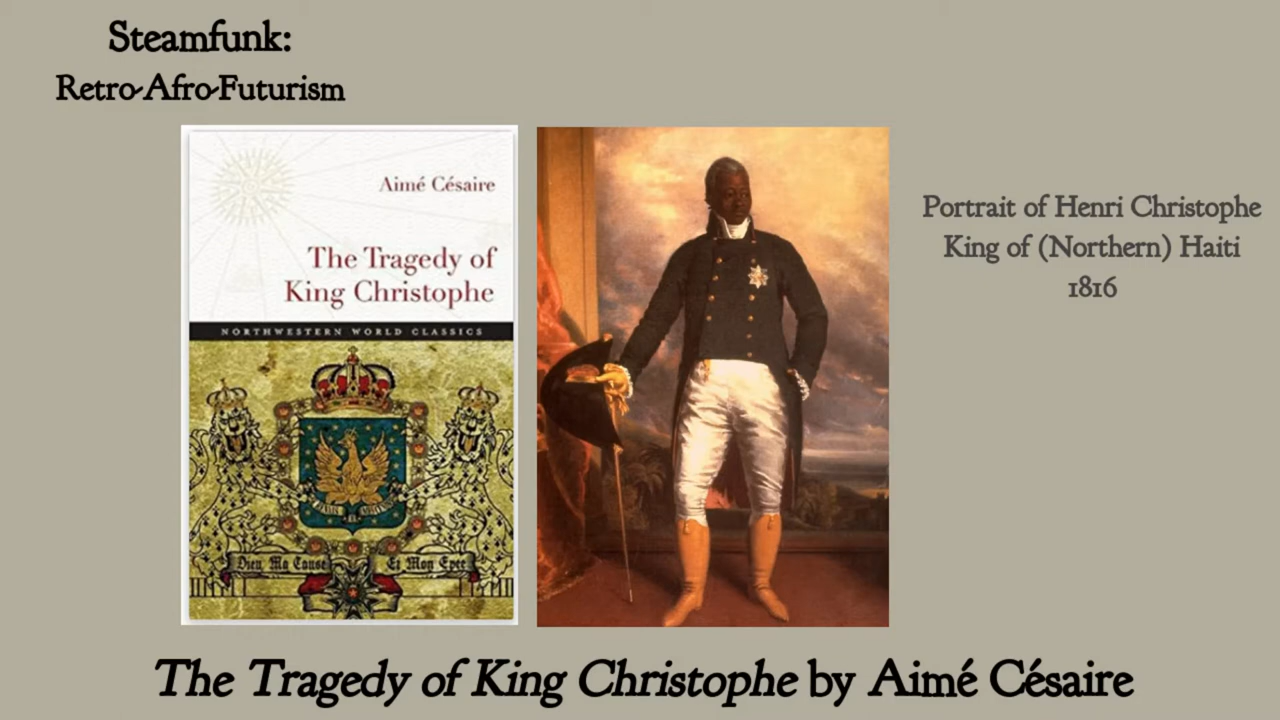 Steamfunk:
Retro-Afro-Futurism
Aimé Césaire
The Tragedy of
King Christophe
NORTHWESTERN WORLD CLASSICS
Dieu Ma Cause
Et Mon Epee
Portrait of Henri Christophe
King of (Northern) Haiti
1816
The Tragedy of King Christophe by Aimé Césaire